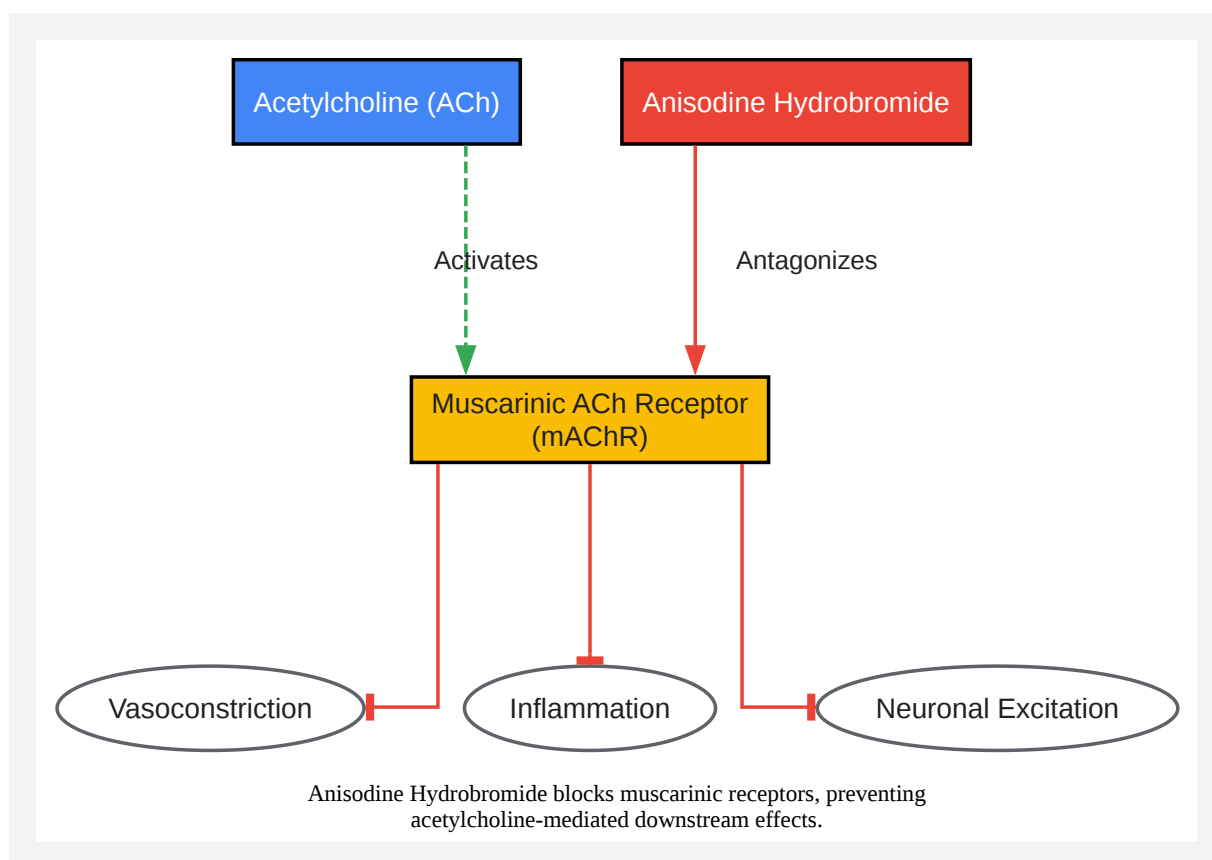 Acetylcholine (ACh)
Anisodine Hydrobromide
Activates
Antagonizes
Muscarinic ACh Receptor
(mAChR)
Vasoconstriction
Inflammation
Neuronal Excitation
Anisodine Hydrobromide blocks muscarinic receptors, preventing
acetylcholine-mediated downstream effects.